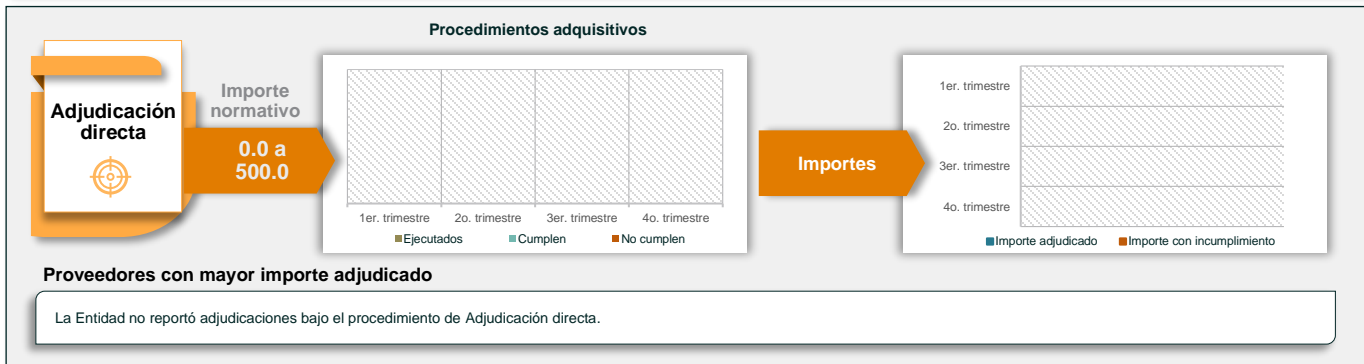 Procedimientos adquisitivos
Adjudicación
directa
Importe
normativo
0.0 a
500.0
1er. trimestre 2o. trimestre 3er. trimestre 4o. trimestre
Ejecutados Cumplen No cumplen
Importes
1er. trimestre
2o. trimestre
3er. trimestre
4o. trimestre
Importe adjudicado Importe con incumplimiento
Proveedores con mayor importe adjudicado
La Entidad no reportó adjudicaciones bajo el procedimiento de Adjudicación directa.